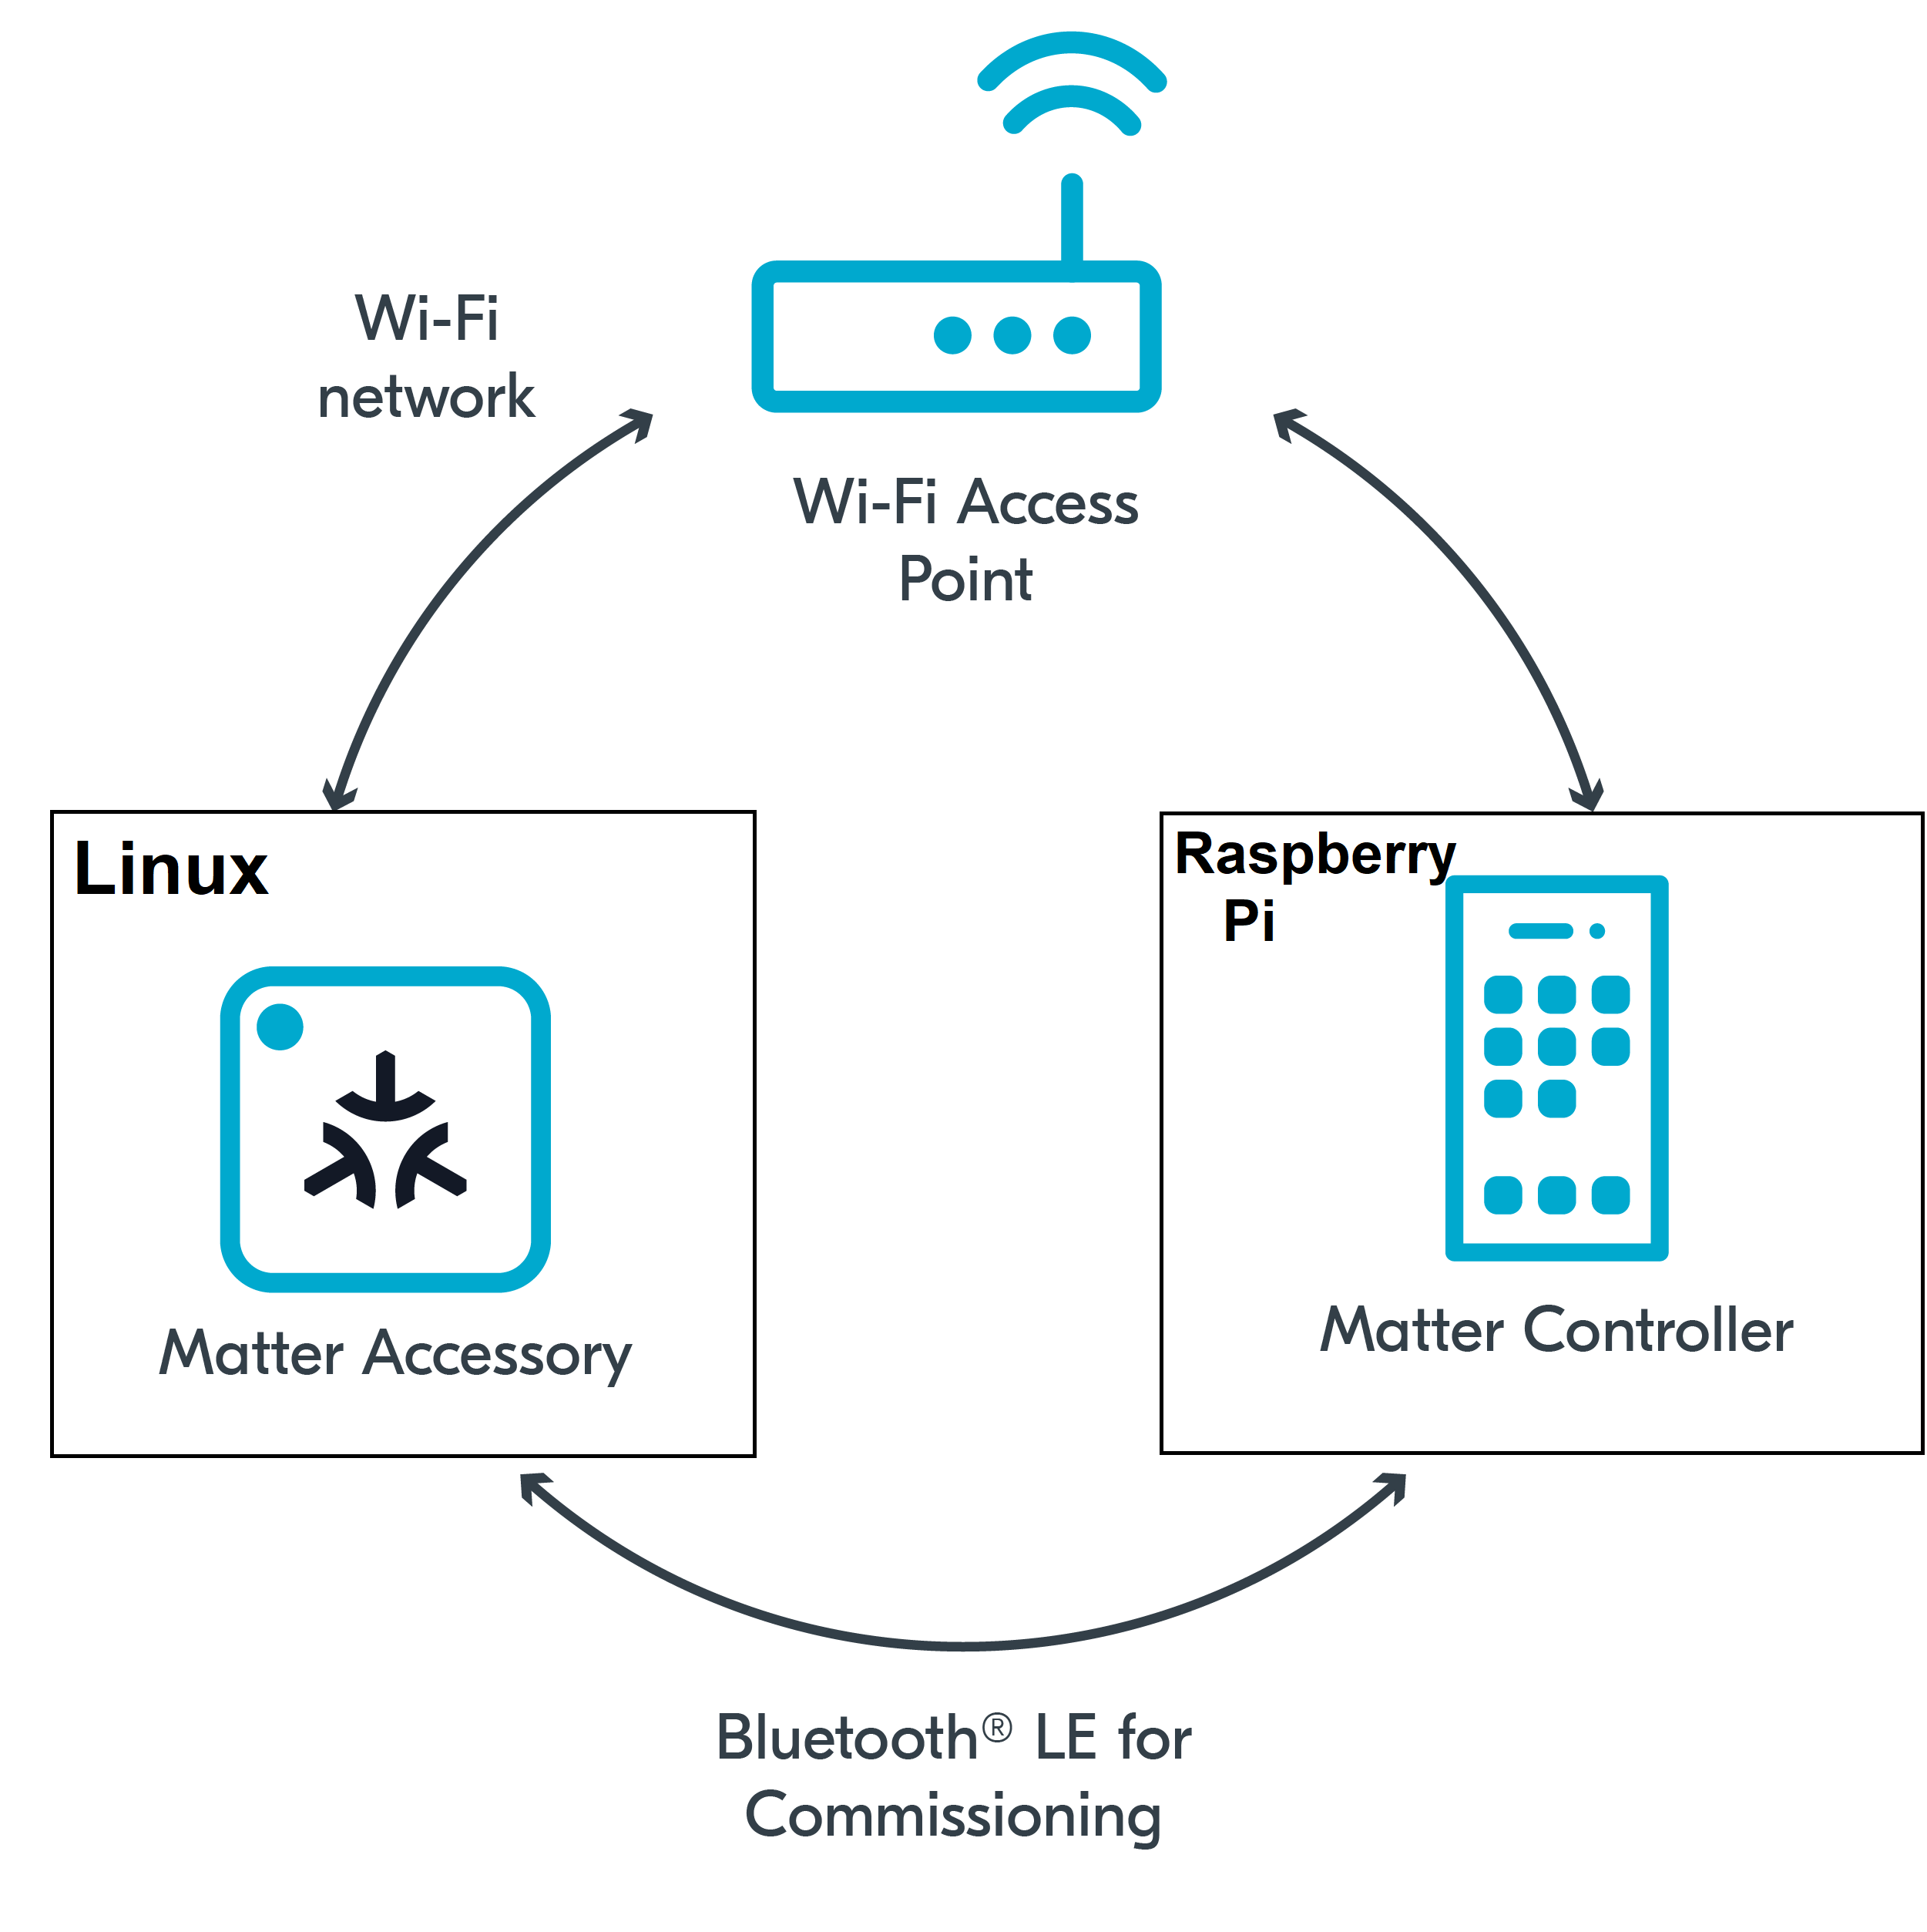 Wi-Fi
network
Wi-Fi Access
Point
Linux
Matter Accessory
Raspberry
Pi
Matter Controller
Bluetooth® LE for
Commissioning